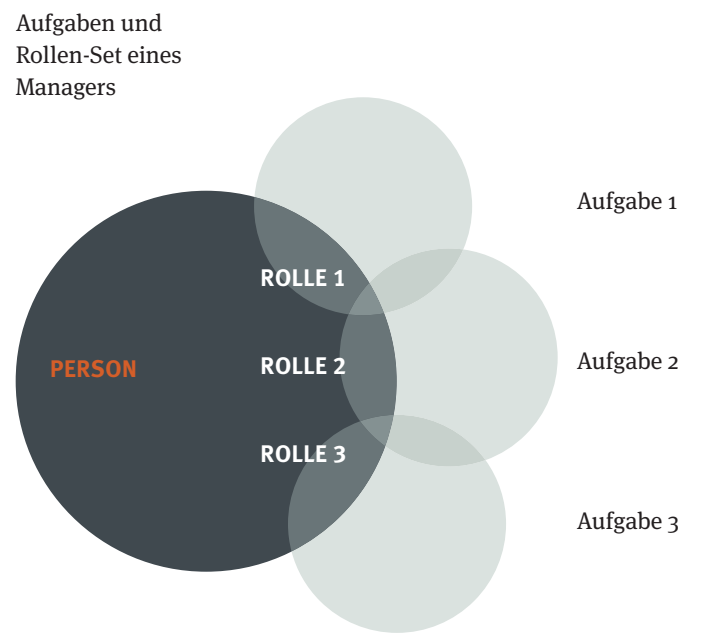 Aufgaben und
Rollen-Set eines
Managers
Aufgabe 1
ROLLE 1
PERSON
ROLLE 2
Aufgabe 2
ROLLE 3
Aufgabe 3